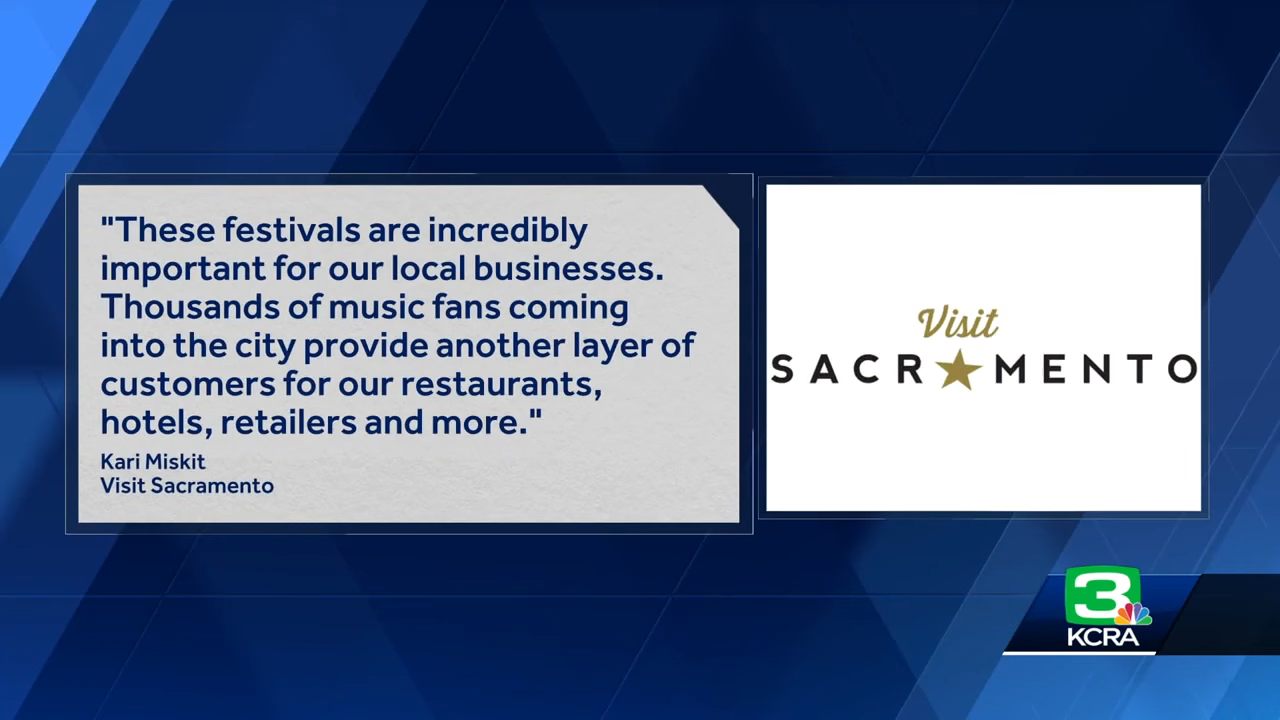 "These festivals are incredibly
important for our local businesses.
Thousands of music fans coming
into the city provide another layer of
customers for our restaurants,
hotels, retailers and more."
Kari Miskit
Visit Sacramento
Visit
SACR★MENTO
3
KCRA